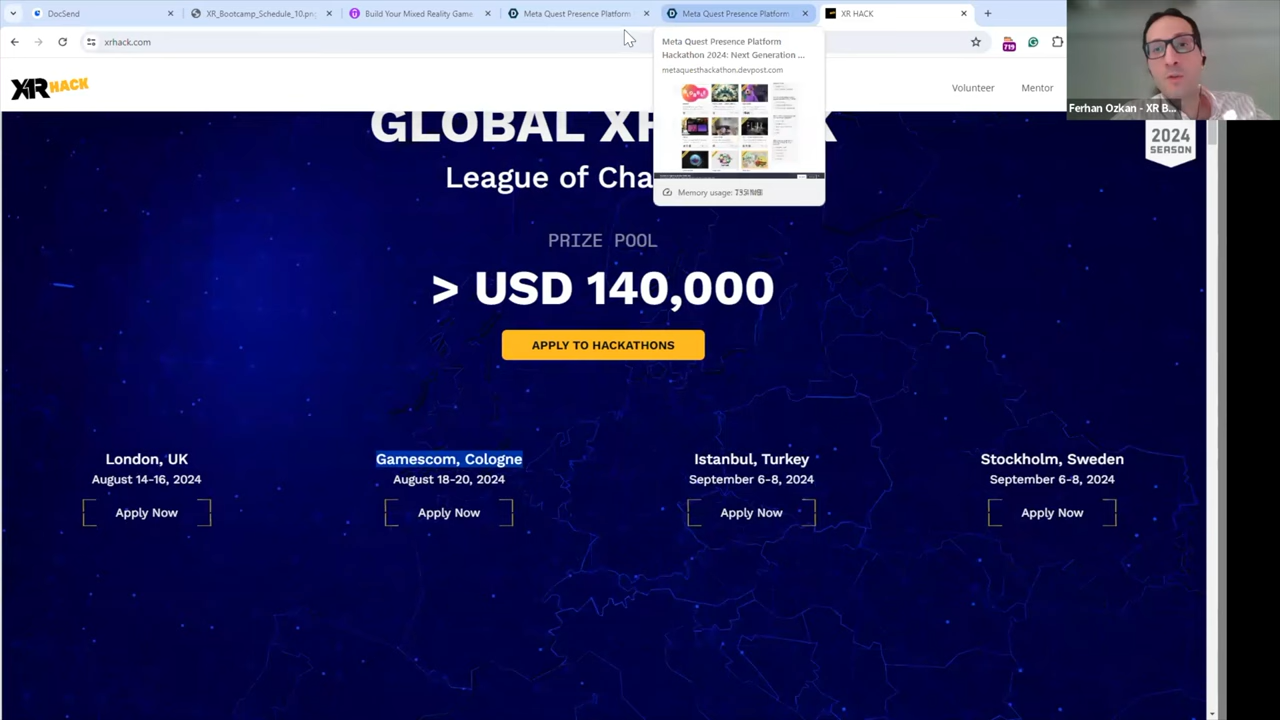 DocSend
XR_Bootcamp_Schedule_10.pn
Build Your Mixed Reality Game
Meta Quest Presence Platform
Meta Quest Presence Platform
XR HACK
xrhack.com
719
Meta Quest Presence Platform
Hackathon 2024: Next Generation ...
metaquesthackathon.devpost.com
Memory usage:
XR HACK
Volunteer
Mentor
Ferhan Ozkan - XR B...
2024
SEASON
GLOBAL
League of Cha
PRIZE POOL
> USD 140,000
APPLY TO HACKATHONS
London, UK
August 14-16, 2024
Apply Now
Gamescom, Cologne
August 18-20, 2024
Apply Now
Istanbul, Turkey
September 6-8, 2024
Apply Now
Stockholm, Sweden
September 6-8, 2024
Apply Now